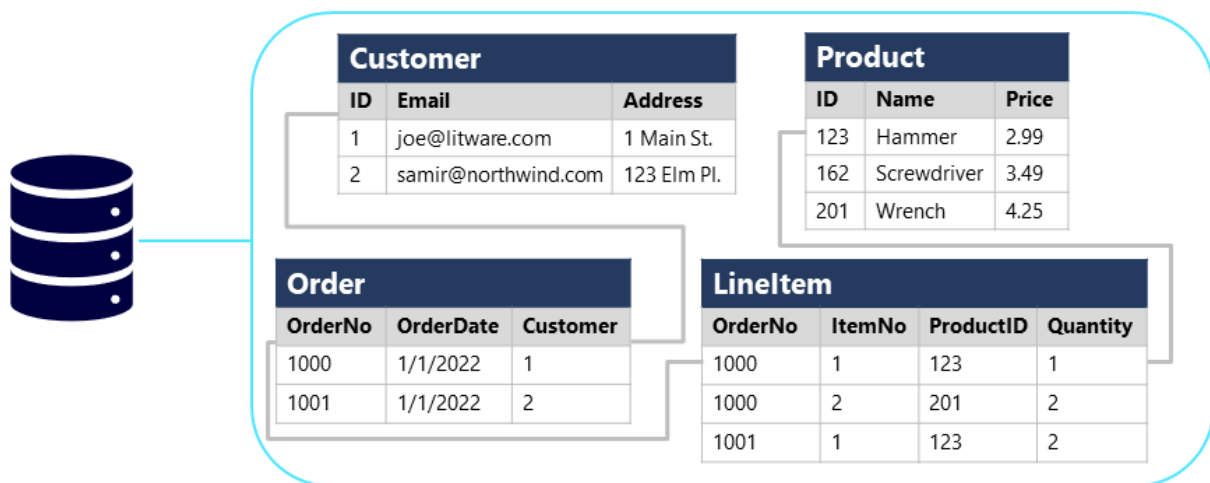 Customer
ID Email Address
1 joe@litware.com 1 Main St.
2 samir@northwind.com 123 Elm Pl.
Product
ID Name Price
123 Hammer 2.99
162 Screwdriver 3.49
201 Wrench 4.25
Order
OrderNo OrderDate Customer
1000 1/1/2022 1
1001 1/1/2022 2
LineItem
OrderNo ItemNo ProductID Quantity
1000 1 123 1
1000 2 201 2
1001 1 123 2